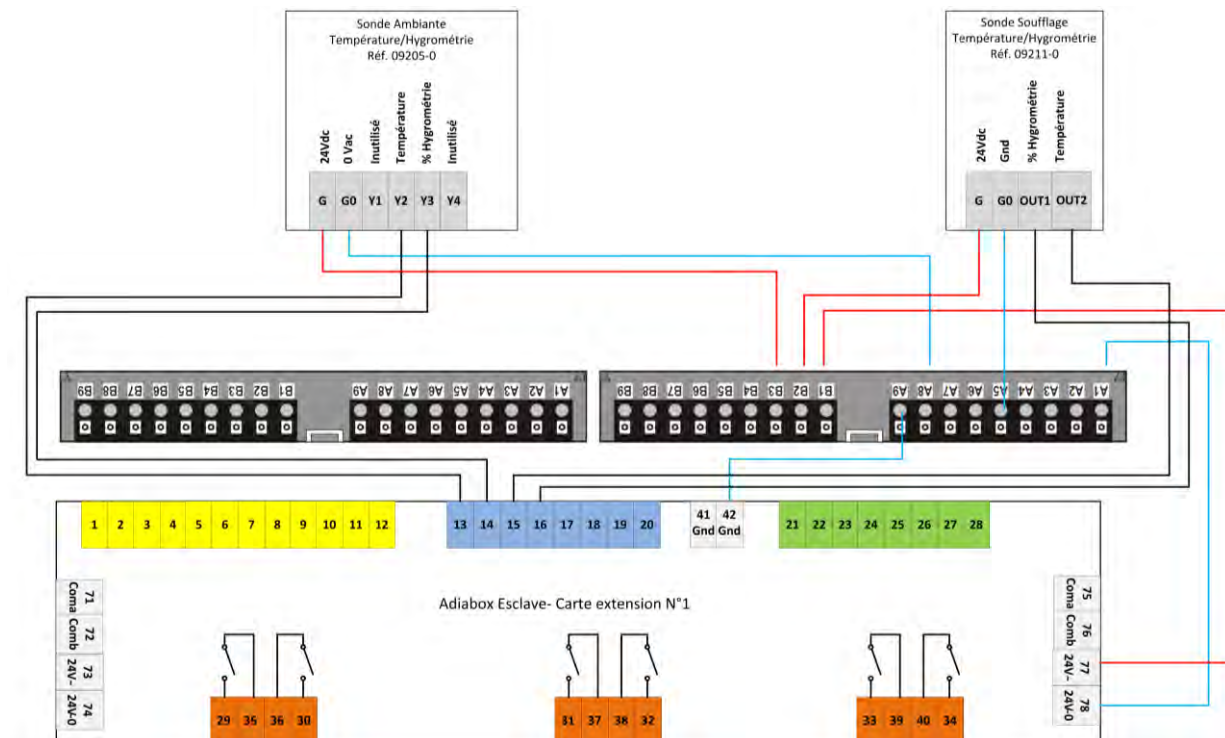 Sonde Ambiante
Température/Hygrométrie
Réf. 09205-0
24Vdc
0 Vac
Inutilisé
Température
% Hygrométrie
Inutilisé
G G0 Y1 Y2 Y3 Y4
Sonde Soufflage
Température/Hygrométrie
Réf. 09211-0
24Vdc
Gnd
% Hygrométrie
Température
G G0 OUT1 OUT2
B9 B8 B7 B6 B5 B4 B3 B2 B1 A9 A8 A7 A6 A5 A4 A3 A2 A1
B9 B8 B7 B6 B5 B4 B3 B2 B1 A9 A8 A7 A6 A5 A4 A3 A2 A1
1 2 3 4 5 6 7 8 9 10 11 12
13 14 15 16 17 18 19 20
41 Gnd
42 Gnd
21 22 23 24 25 26 27 28
71 Coma
72 Comb
73 24V~
74 24V-0
Adiabox Esclave- Carte extension N°1
75 Coma
76 Comb
77 24V~
78 24V-0
29 35 36 30
31 37 38 32
33 39 40 34